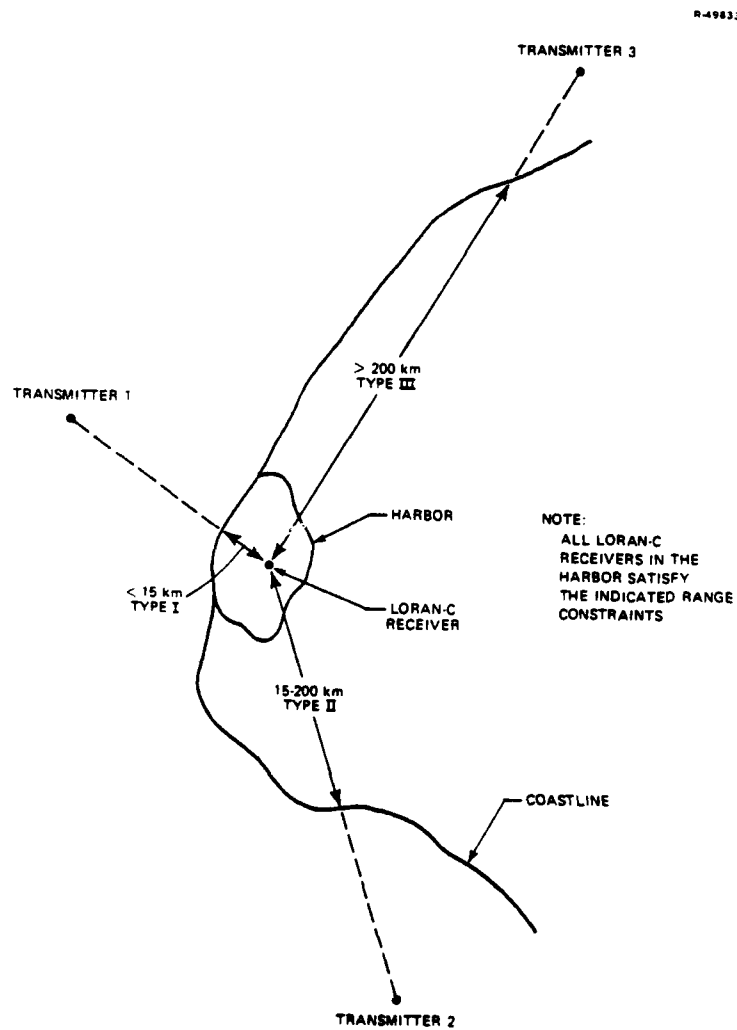 R-49833
TRANSMITTER 3
> 200 km
TYPE III
TRANSMITTER 1
HARBOR
NOTE:
ALL LORAN-C
RECEIVERS IN THE
HARBOR SATISFY
THE INDICATED RANGE
CONSTRAINTS
< 15 km
TYPE I
LORAN-C
RECEIVER
15-200 km
TYPE II
COASTLINE
TRANSMITTER 2